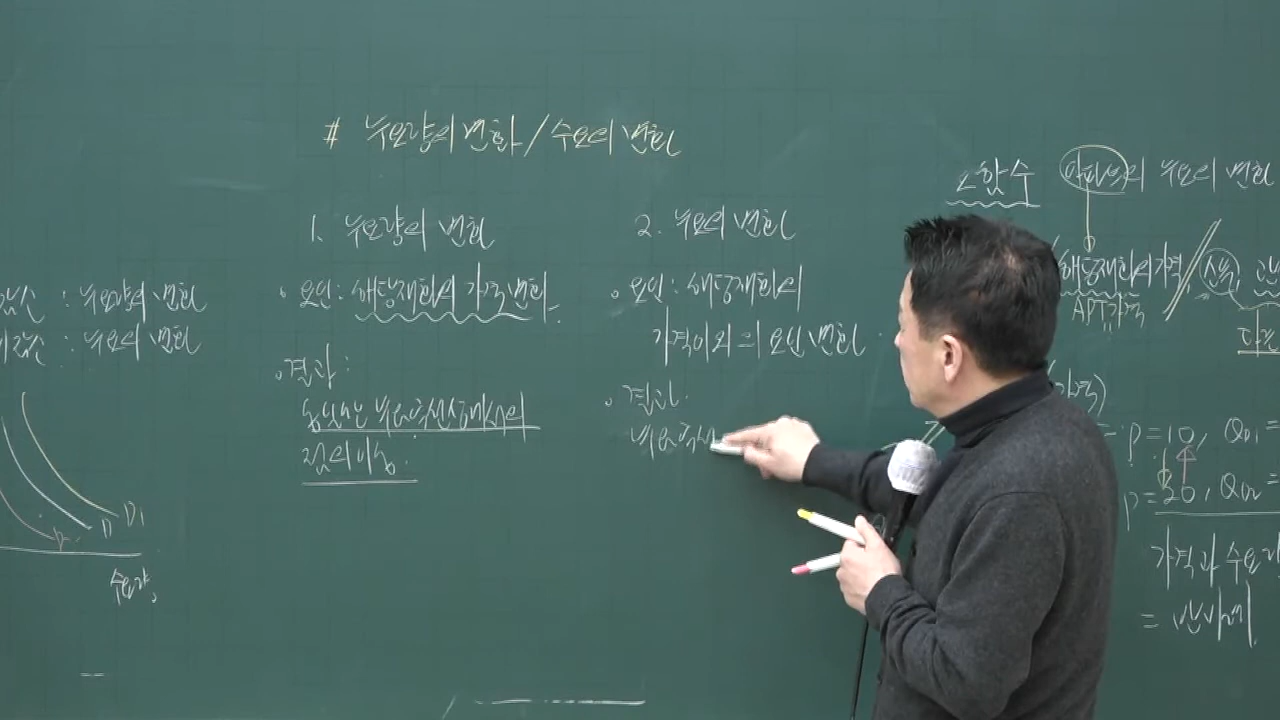 # 수요량의 변화 / 수요의 변화
소함수
아파트의 수요의 변화
해당재화의 가격
APT가격
1. 수요량의 변화
2. 수요의 변화
: 수요량의 변화
: 수요의 변화
· 요인 : 해당재화의 가격변화.
· 요인 : 해당재화의
가격이외의 요인변화
· 결과 :
동일한 수요곡선상에서의
점의 이동.
· 결과.
수요곡선
D D1
수요량
P = 10, QD1 =
P = 20, QD2 =
가격과 수요
= 반비례